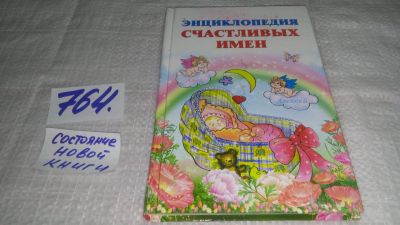 ЭНЦИКЛОПЕДИЯ
СЧАСТЛИВЫХ
ИМЕН
764.
СОСТОЯНИЕ
НОВОЙ
КНИГИ